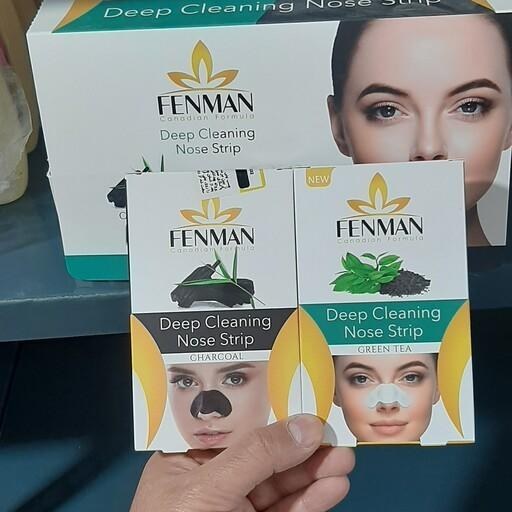 Deep Cleaning Nose Strip
FENMAN
Canadian Formula
Deep Cleaning
Nose Strip
FENMAN
Canadian Formula
Deep Cleaning
Nose Strip
CHARCOAL
NEW
FENMAN
Canadian Formula
Deep Cleaning
Nose Strip
GREEN TEA